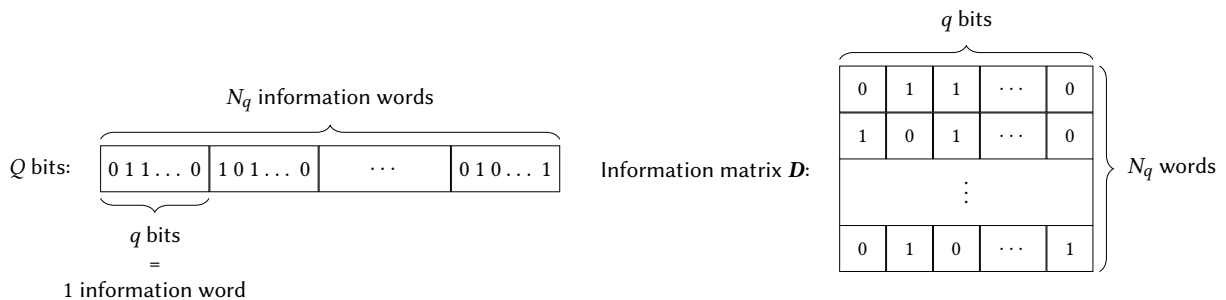 N_q information words
Q bits: 0 1 1 … 0 1 0 1 … 0 ⋯ 0 1 0 … 1
q bits
=
1 information word
q bits
Information matrix D:
0 1 1 ⋯ 0
1 0 1 ⋯ 0
⋮
0 1 0 ⋯ 1
N_q words